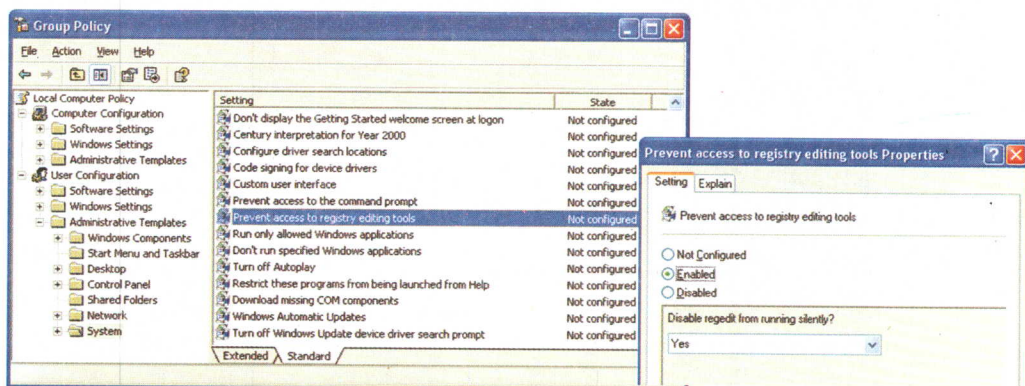 Group Policy
File Action View Help
Local Computer Policy
Computer Configuration
Software Settings
Windows Settings
Administrative Templates
User Configuration
Software Settings
Windows Settings
Administrative Templates
Windows Components
Start Menu and Taskbar
Desktop
Control Panel
Shared Folders
Network
System
Setting State
Don't display the Getting Started welcome screen at logon Not configured
Century interpretation for Year 2000 Not configured
Configure driver search locations Not configured
Code signing for device drivers Not configured
Custom user interface Not configured
Prevent access to the command prompt Not configured
Prevent access to registry editing tools Not configured
Run only allowed Windows applications Not configured
Don't run specified Windows applications Not configured
Turn off Autoplay Not configured
Restrict these programs from being launched from Help Not configured
Download missing COM components Not configured
Windows Automatic Updates Not configured
Turn off Windows Update device driver search prompt Not configured
Extended Standard
Prevent access to registry editing tools Properties
Setting Explain
Prevent access to registry editing tools
Not Configured
Enabled
Disabled
Disable regedit from running silently?
Yes